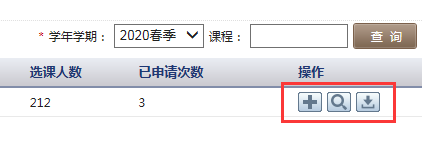 * 学年学期： 2020春季 课程： 查 询
选课人数 已申请次数 操作
212 3